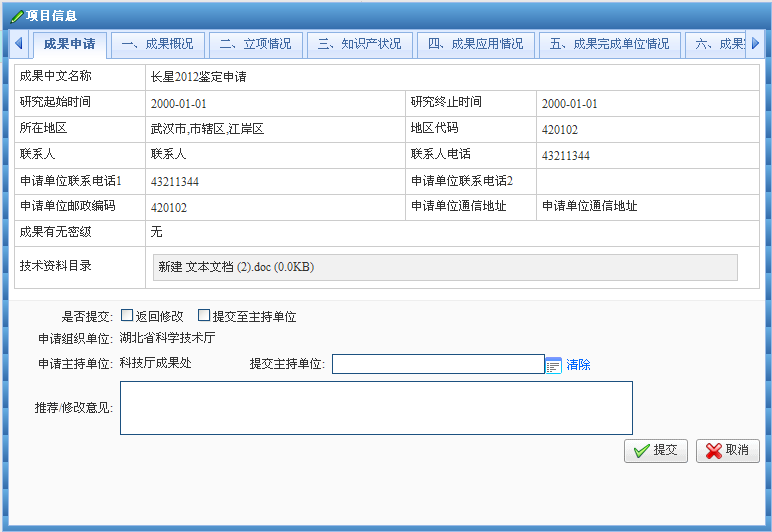 项目信息
成果申请 一、成果概况 二、立项情况 三、知识产状况 四、成果应用情况 五、成果完成单位情况 六、成果
成果中文名称 长星2012鉴定申请
研究起始时间 2000-01-01 研究终止时间 2000-01-01
所在地区 武汉市,市辖区,江岸区 地区代码 420102
联系人 联系人 联系人电话 43211344
申请单位联系电话1 43211344 申请单位联系电话2
申请单位邮政编码 420102 申请单位通信地址 申请单位通信地址
成果有无密级 无
技术资料目录 新建 文本文档 (2).doc (0.0KB)
是否提交: 返回修改 提交至主持单位
申请组织单位: 湖北省科学技术厅
申请主持单位: 科技厅成果处 提交主持单位: 清除
推荐/修改意见:
提交 取消